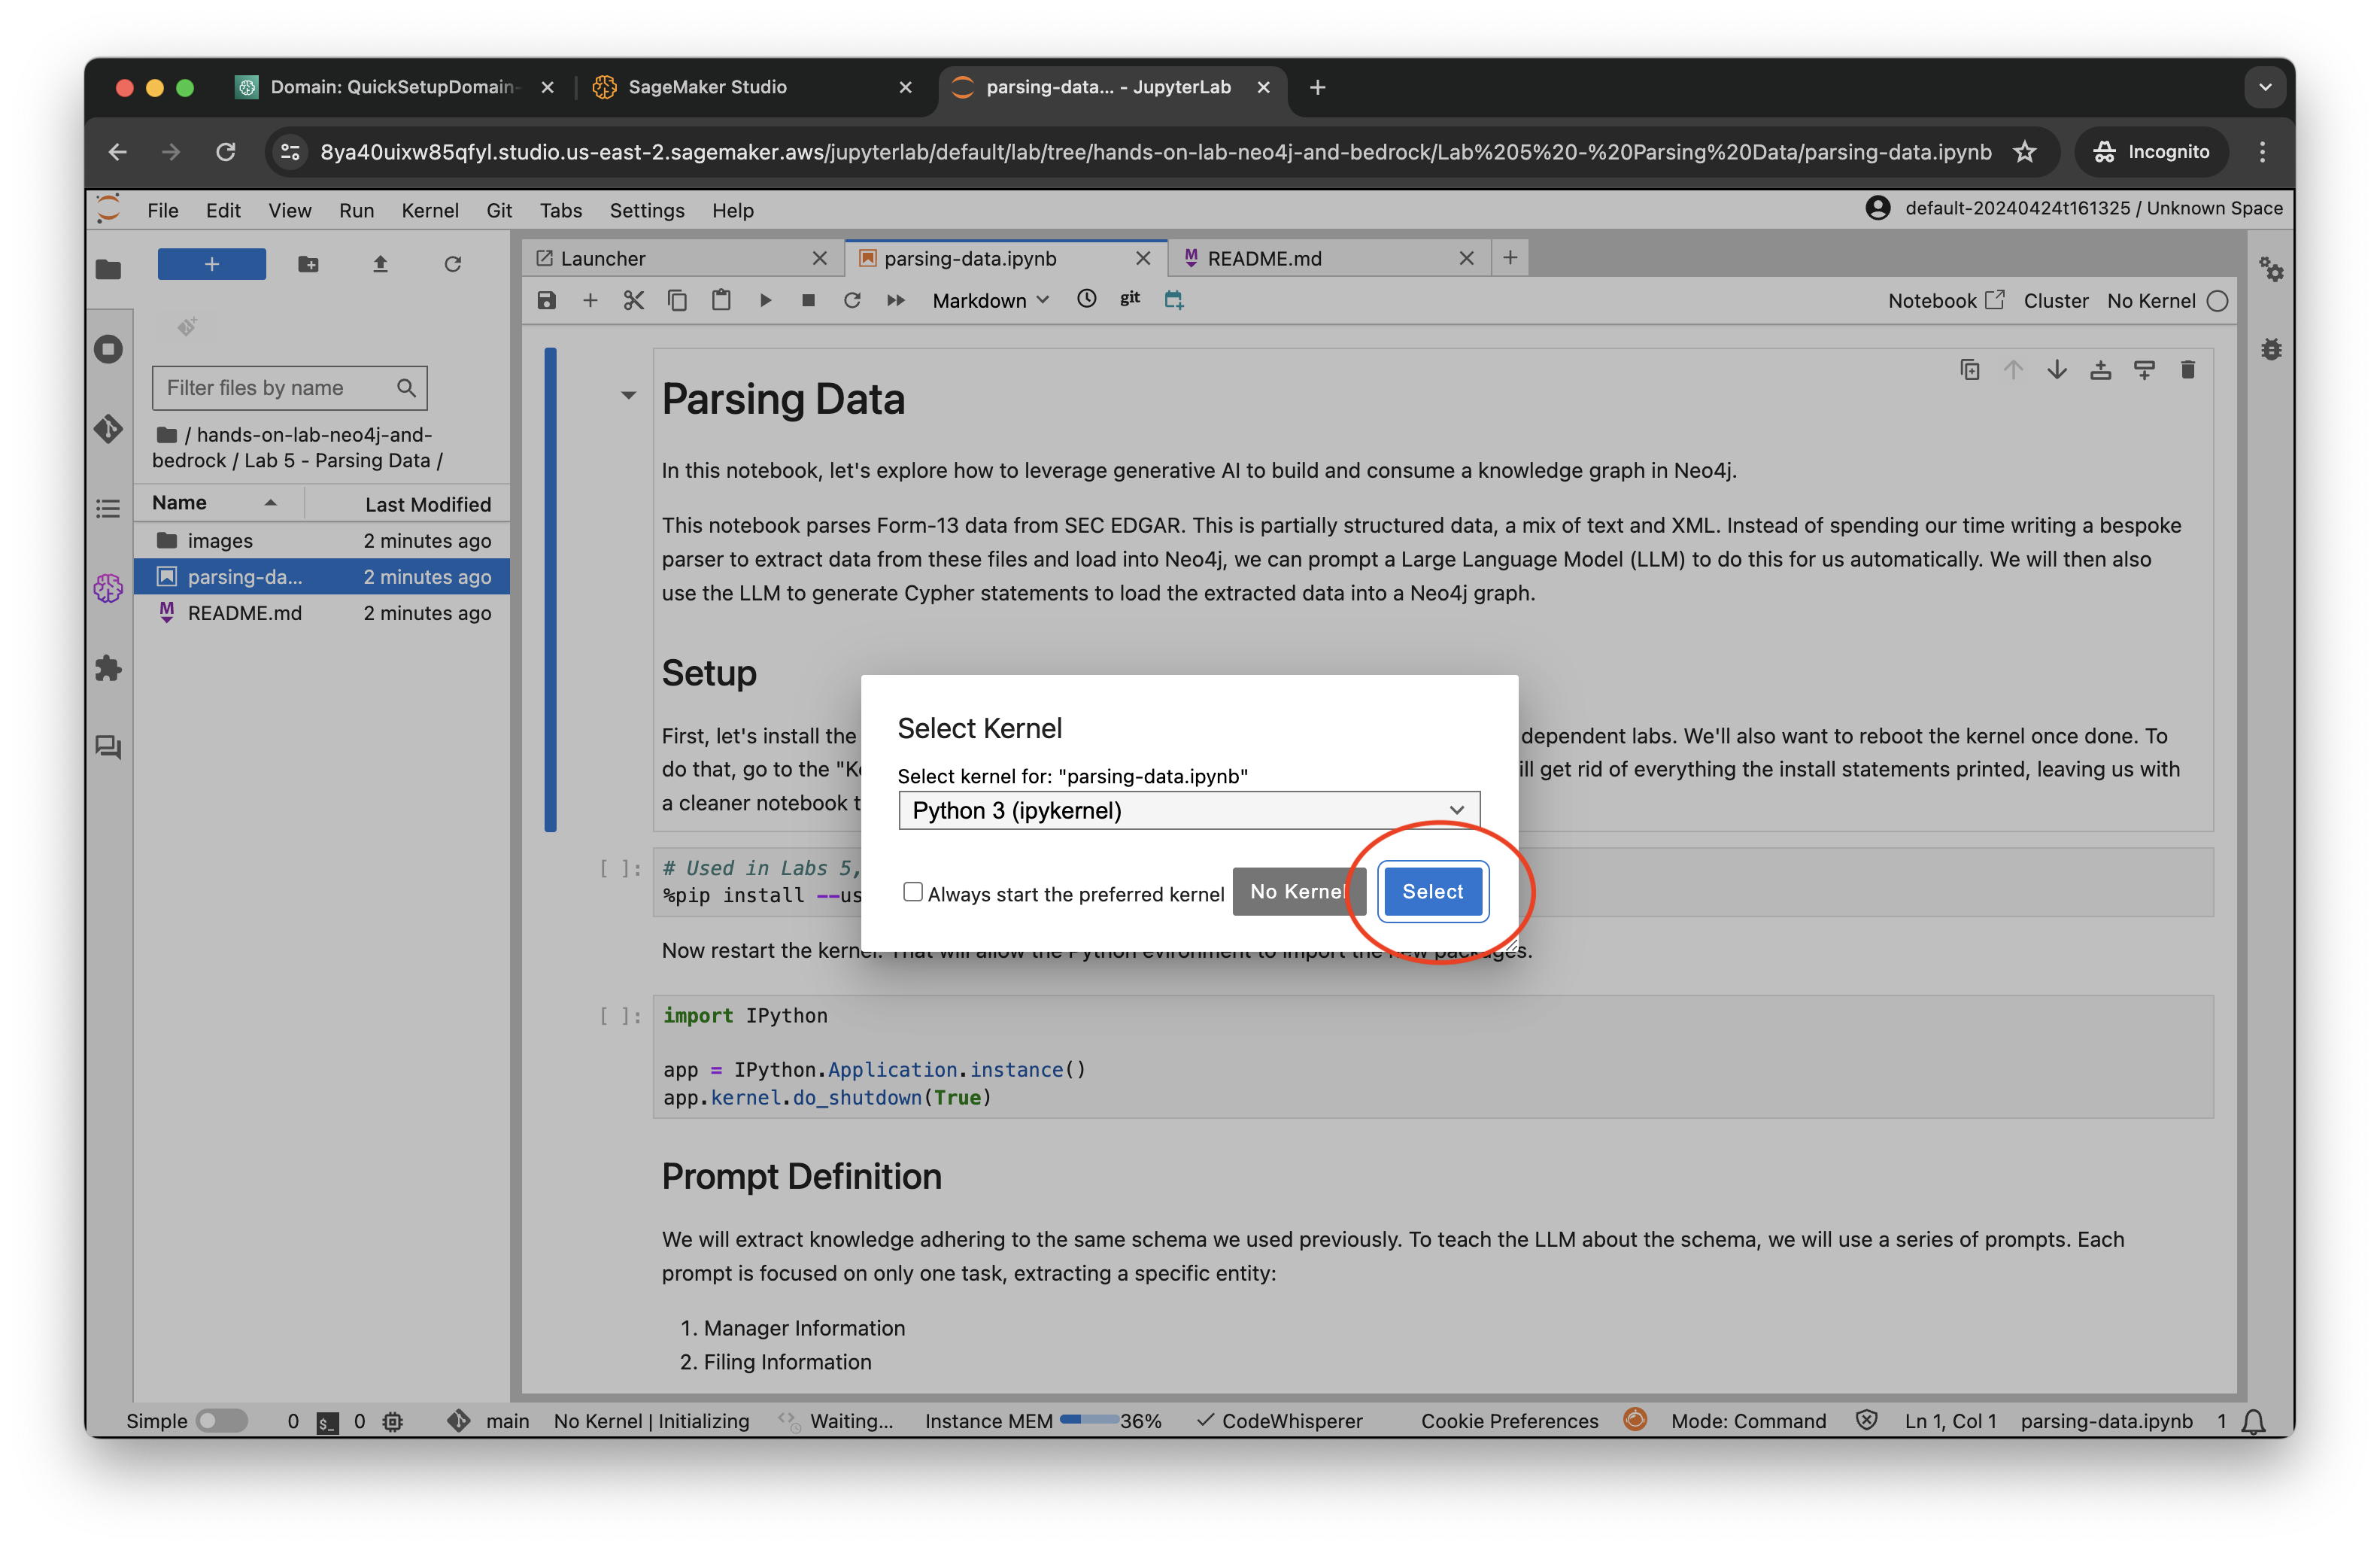 Domain: QuickSetupDomain-
SageMaker Studio
parsing-data... - JupyterLab
8ya40uixw85qfyl.studio.us-east-2.sagemaker.aws/jupyterlab/default/lab/tree/hands-on-lab-neo4j-and-bedrock/Lab%205%20-%20Parsing%20Data/parsing-data.ipynb
Incognito
File Edit View Run Kernel Git Tabs Settings Help
default-20240424t161325 / Unknown Space
Filter files by name
/ hands-on-lab-neo4j-and-
bedrock / Lab 5 - Parsing Data /
Name Last Modified
images 2 minutes ago
parsing-da... 2 minutes ago
README.md 2 minutes ago
Launcher
parsing-data.ipynb
README.md
Markdown
git
Notebook
Cluster
No Kernel
Parsing Data
In this notebook, let's explore how to leverage generative AI to build and consume a knowledge graph in Neo4j.
This notebook parses Form-13 data from SEC EDGAR. This is partially structured data, a mix of text and XML. Instead of spending our time writing a bespoke
parser to extract data from these files and load into Neo4j, we can prompt a Large Language Model (LLM) to do this for us automatically. We will then also
use the LLM to generate Cypher statements to load the extracted data into a Neo4j graph.
Setup
First, let's install the dependent labs. We'll also want to reboot the kernel once done. To
do that, go to the "Ke ill get rid of everything the install statements printed, leaving us with
a cleaner notebook t
Select Kernel
Select kernel for: "parsing-data.ipynb"
Python 3 (ipykernel)
Always start the preferred kernel
No Kernel
Select
[ ]: # Used in Labs 5,
%pip install --us
Now restart the kernel. That will allow the Python evironment to import the new packages.
[ ]: import IPython
app = IPython.Application.instance()
app.kernel.do_shutdown(True)
Prompt Definition
We will extract knowledge adhering to the same schema we used previously. To teach the LLM about the schema, we will use a series of prompts. Each
prompt is focused on only one task, extracting a specific entity:
1. Manager Information
2. Filing Information
Simple 0 $_ 0 main No Kernel | Initializing Waiting... Instance MEM 36% CodeWhisperer Cookie Preferences Mode: Command Ln 1, Col 1 parsing-data.ipynb 1